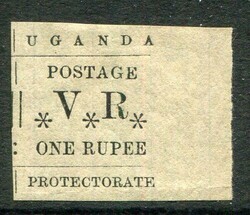 UGANDA
POSTAGE
*V*R*
ONE RUPEE
PROTECTORATE